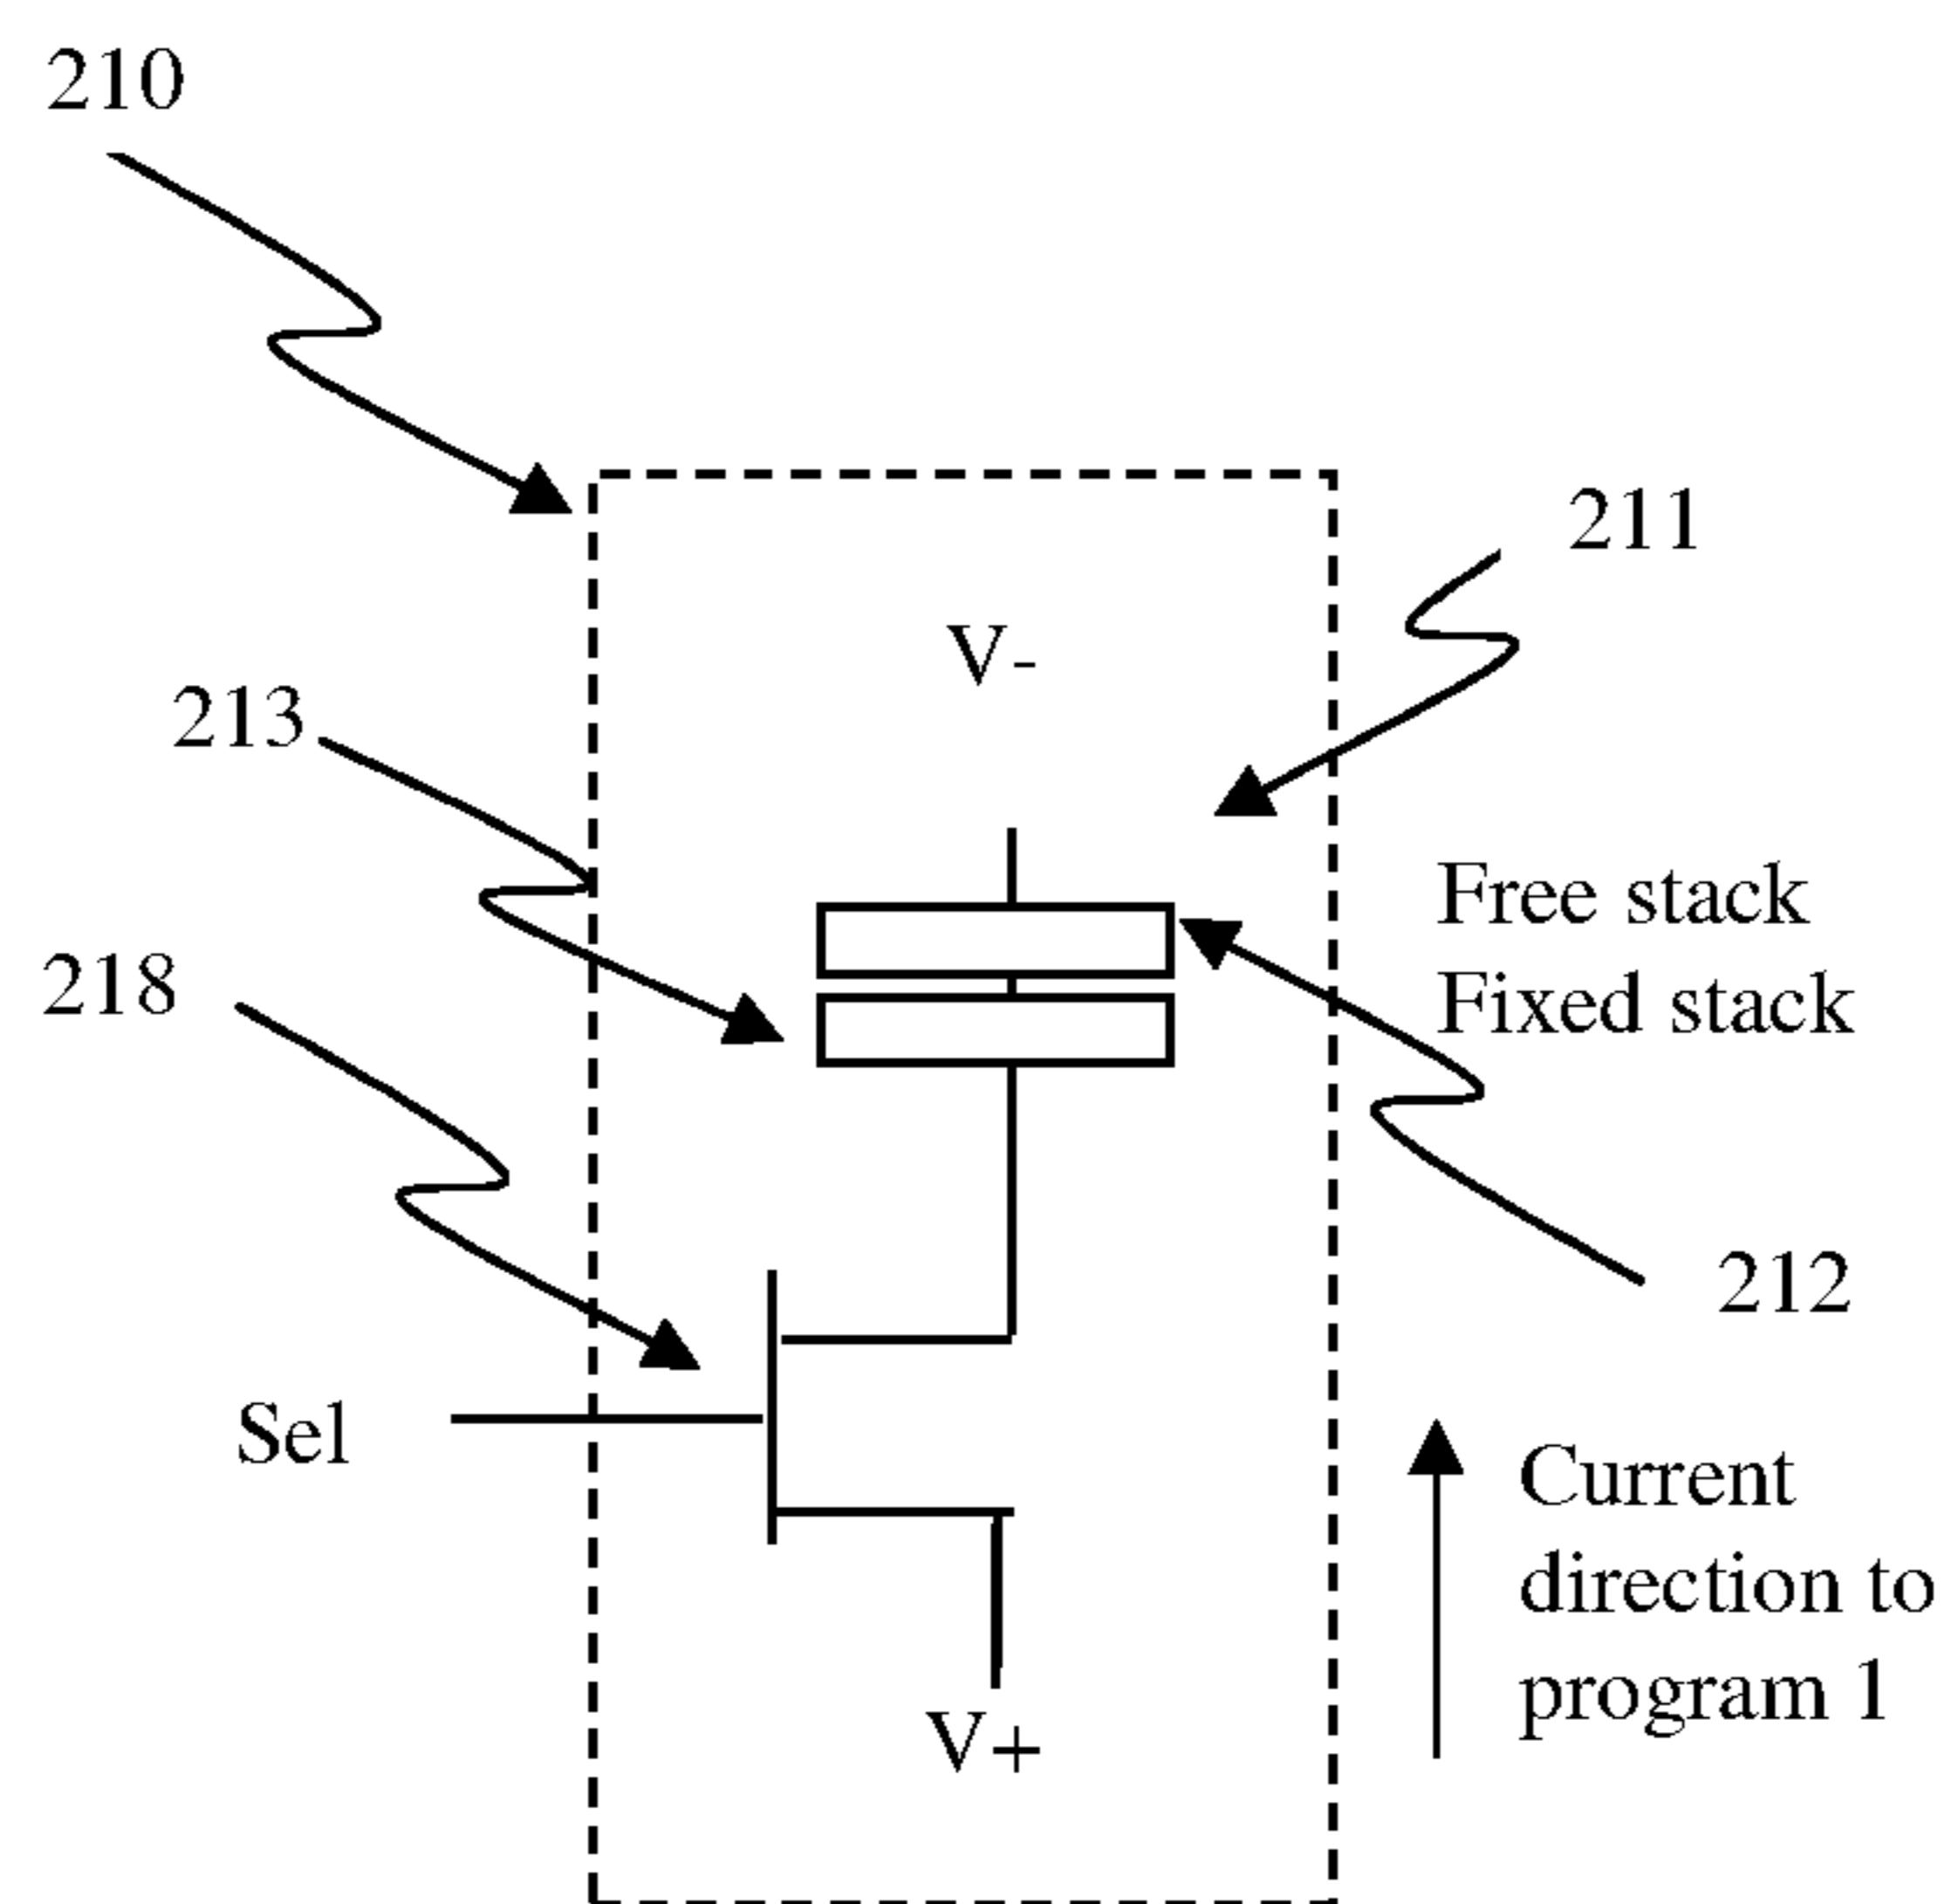 210
211
V-
213
Free stack
218
Fixed stack
212
Sel
Current
direction to
program 1
V+